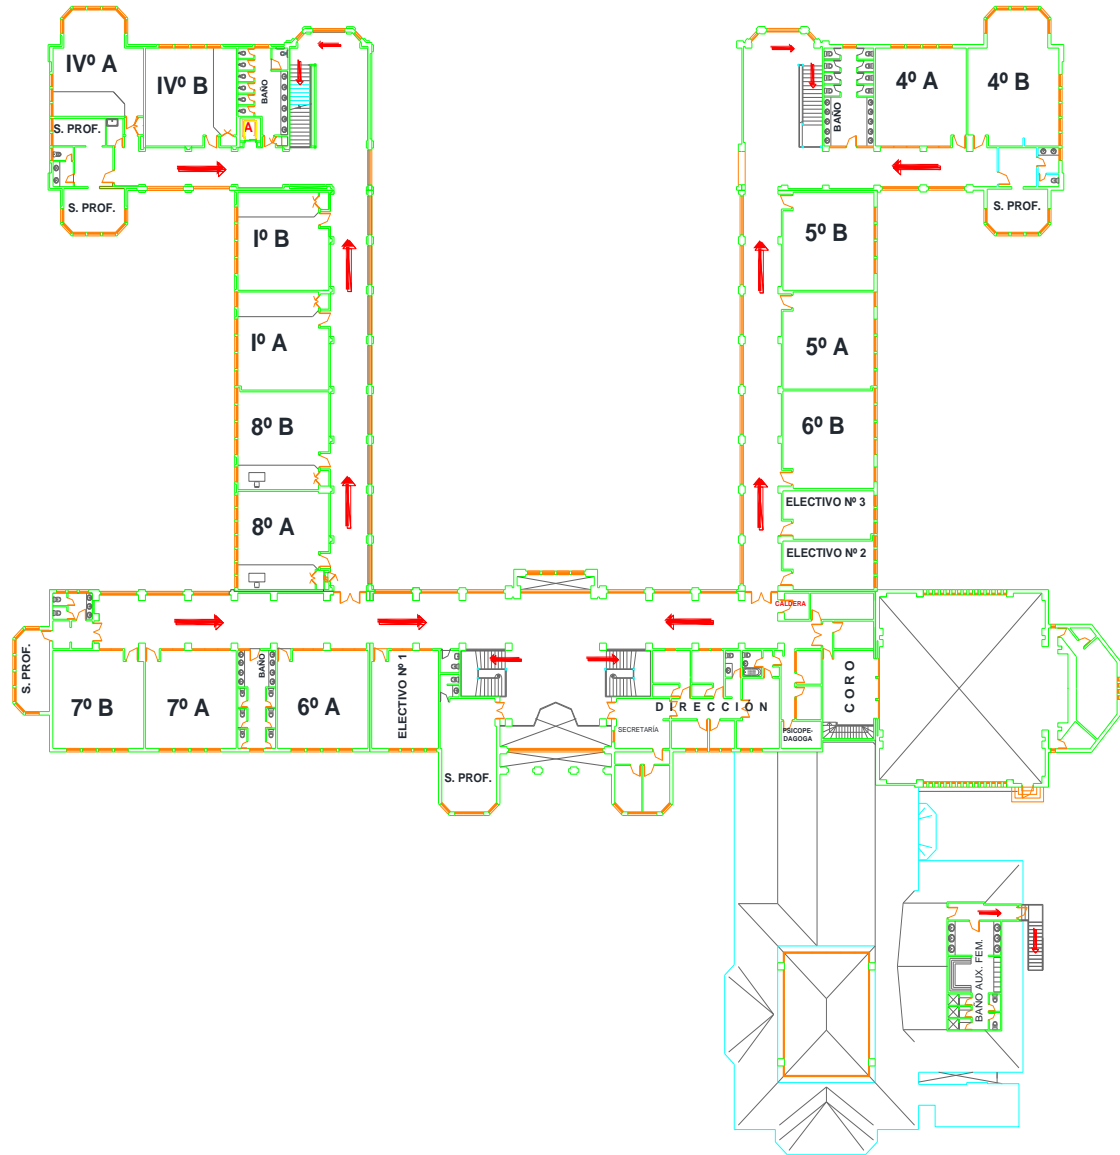 IVº A
IVº B
BAÑO
A
S. PROF.
S. PROF.
BAÑO
4º A
4º B
S. PROF.
Iº B
Iº A
8º B
8º A
5º B
5º A
6º B
ELECTIVO Nº 3
ELECTIVO Nº 2
CALDERA
S. PROF.
7º B
7º A
BAÑO
6º A
ELECTIVO Nº 1
S. PROF.
DIRECCIÓN
SECRETARÍA
PSICOPE-
DAGOGA
CORO
BAÑO AUX. FEM.